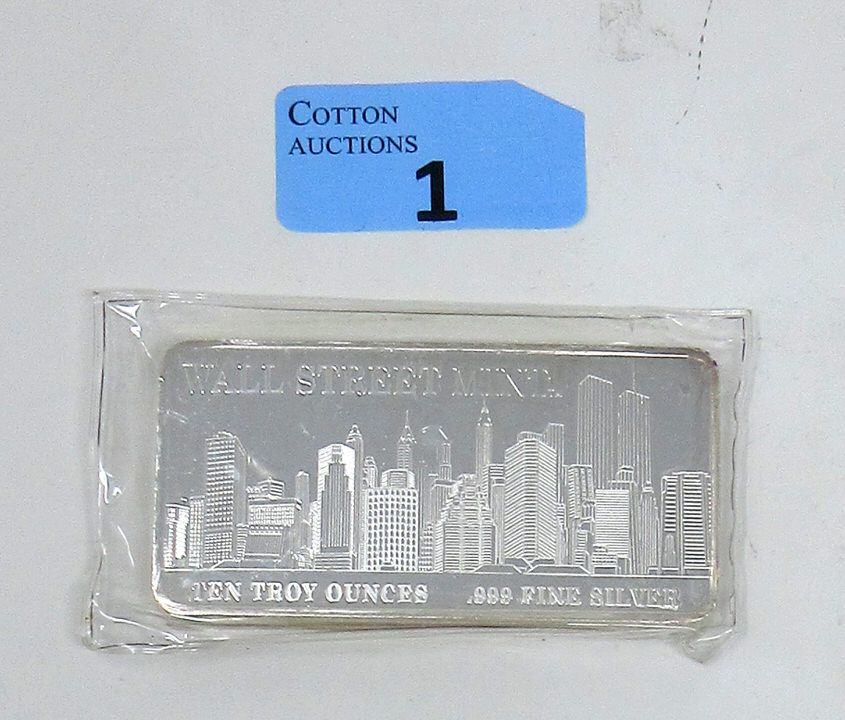 COTTON
AUCTIONS
1
WALL STREET MINT
TEN TROY OUNCES .999 FINE SILVER